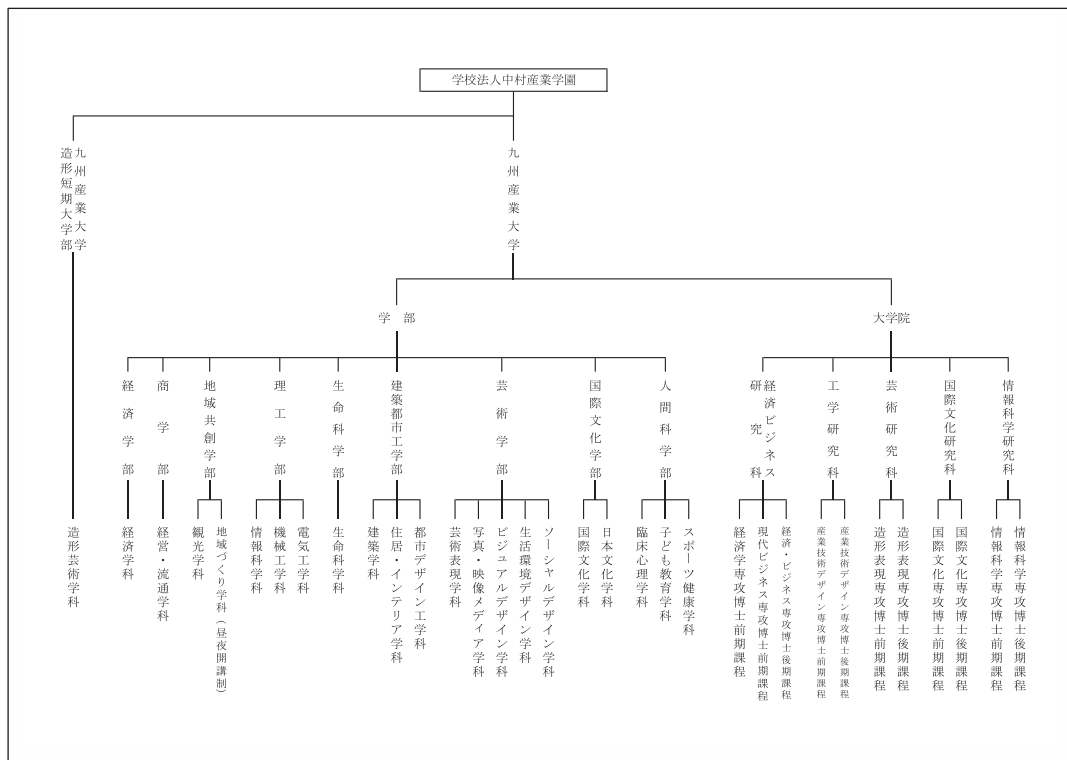 学校法人中村産業学園
九州産業大学
造形短期大学部
九州産業大学
学部
大学院
経済学部
商学部
地域共創学部
理工学部
生命科学部
建築都市工学部
芸術学部
国際文化学部
人間科学部
経済ビジネス
研究科
工学研究科
芸術研究科
国際文化研究科
情報科学研究科
造形芸術学科
経済学科
経営・流通学科
観光学科
地域づくり学科(昼夜開講制)
情報科学科
機械工学科
電気工学科
生命科学科
建築学科
住居・インテリア学科
都市デザイン工学科
芸術表現学科
写真・映像メディア学科
ビジュアルデザイン学科
生活環境デザイン学科
ソーシャルデザイン学科
国際文化学科
日本文化学科
臨床心理学科
子ども教育学科
スポーツ健康学科
経済学専攻博士前期課程
現代ビジネス専攻博士前期課程
経済・ビジネス専攻博士後期課程
産業技術デザイン専攻博士前期課程
産業技術デザイン専攻博士後期課程
造形表現専攻博士前期課程
造形表現専攻博士後期課程
国際文化専攻博士前期課程
国際文化専攻博士後期課程
情報科学専攻博士前期課程
情報科学専攻博士後期課程